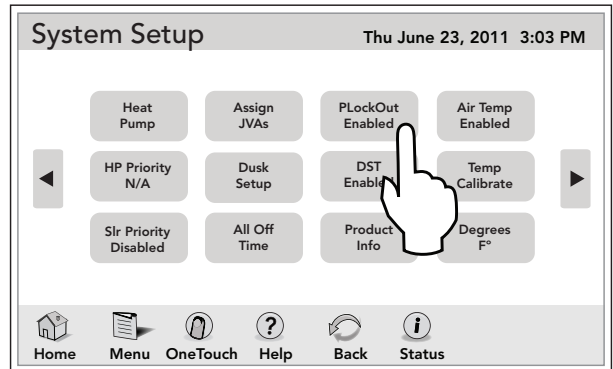 System Setup
Thu June 23, 2011 3:03 PM
Heat
Pump
Assign
JVAs
PLockOut
Enabled
Air Temp
Enabled
HP Priority
N/A
Dusk
Setup
DST
Enabled
Temp
Calibrate
Slr Priority
Disabled
All Off
Time
Product
Info
Degrees
F°
Home
Menu
OneTouch
Help
Back
Status